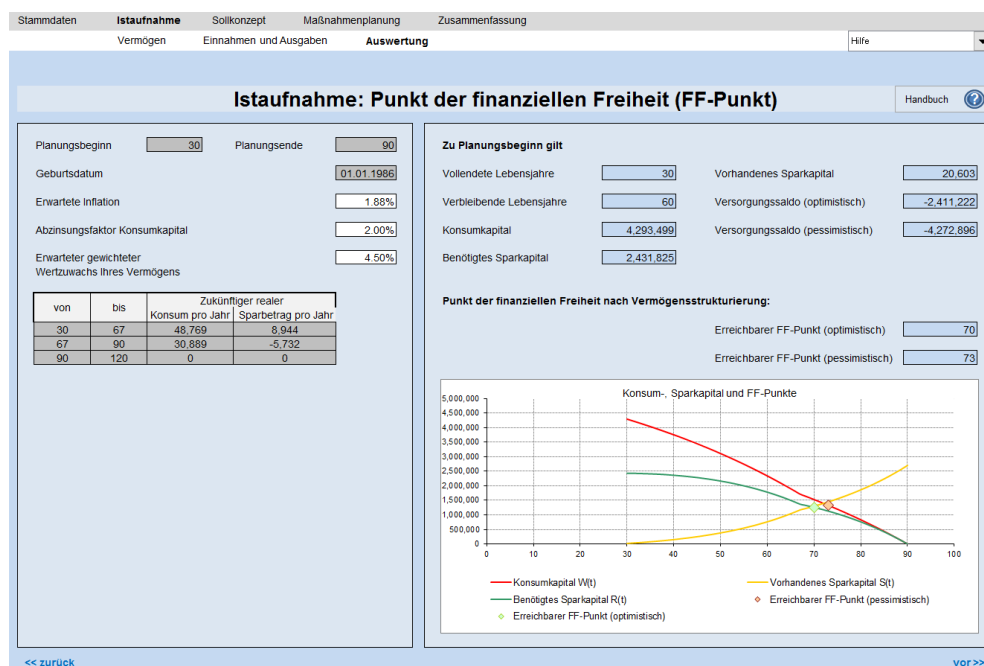 Stammdaten Istaufnahme Sollkonzept Maßnahmenplanung Zusammenfassung
Vermögen Einnahmen und Ausgaben Auswertung Hilfe
Istaufnahme: Punkt der finanziellen Freiheit (FF-Punkt)
Handbuch ?
Planungsbeginn 30 Planungsende 90
Geburtsdatum 01.01.1986
Erwartete Inflation 1.88%
Abzinsungsfaktor Konsumkapital 2.00%
Erwarteter gewichteter 4.50%
Wertzuwachs Ihres Vermögens
von bis Zukünftiger realer
Konsum pro Jahr Sparbetrag pro Jahr
30 67 48,769 8,944
67 90 30,889 -5,732
90 120 0 0
Zu Planungsbeginn gilt
Vollendete Lebensjahre 30 Vorhandenes Sparkapital 20,603
Verbleibende Lebensjahre 60 Versorgungssaldo (optimistisch) -2,411,222
Konsumkapital 4,293,499 Versorgungssaldo (pessimistisch) -4,272,896
Benötigtes Sparkapital 2,431,825
Punkt der finanziellen Freiheit nach Vermögensstrukturierung:
Erreichbarer FF-Punkt (optimistisch) 70
Erreichbarer FF-Punkt (pessimistisch) 73
Konsum-, Sparkapital und FF-Punkte
5,000,000
4,500,000
4,000,000
3,500,000
3,000,000
2,500,000
2,000,000
1,500,000
1,000,000
500,000
0
0 10 20 30 40 50 60 70 80 90 100
Konsumkapital W(t) Vorhandenes Sparkapital S(t)
Benötigtes Sparkapital R(t) Erreichbarer FF-Punkt (pessimistisch)
Erreichbarer FF-Punkt (optimistisch)
<< zurück vor >>